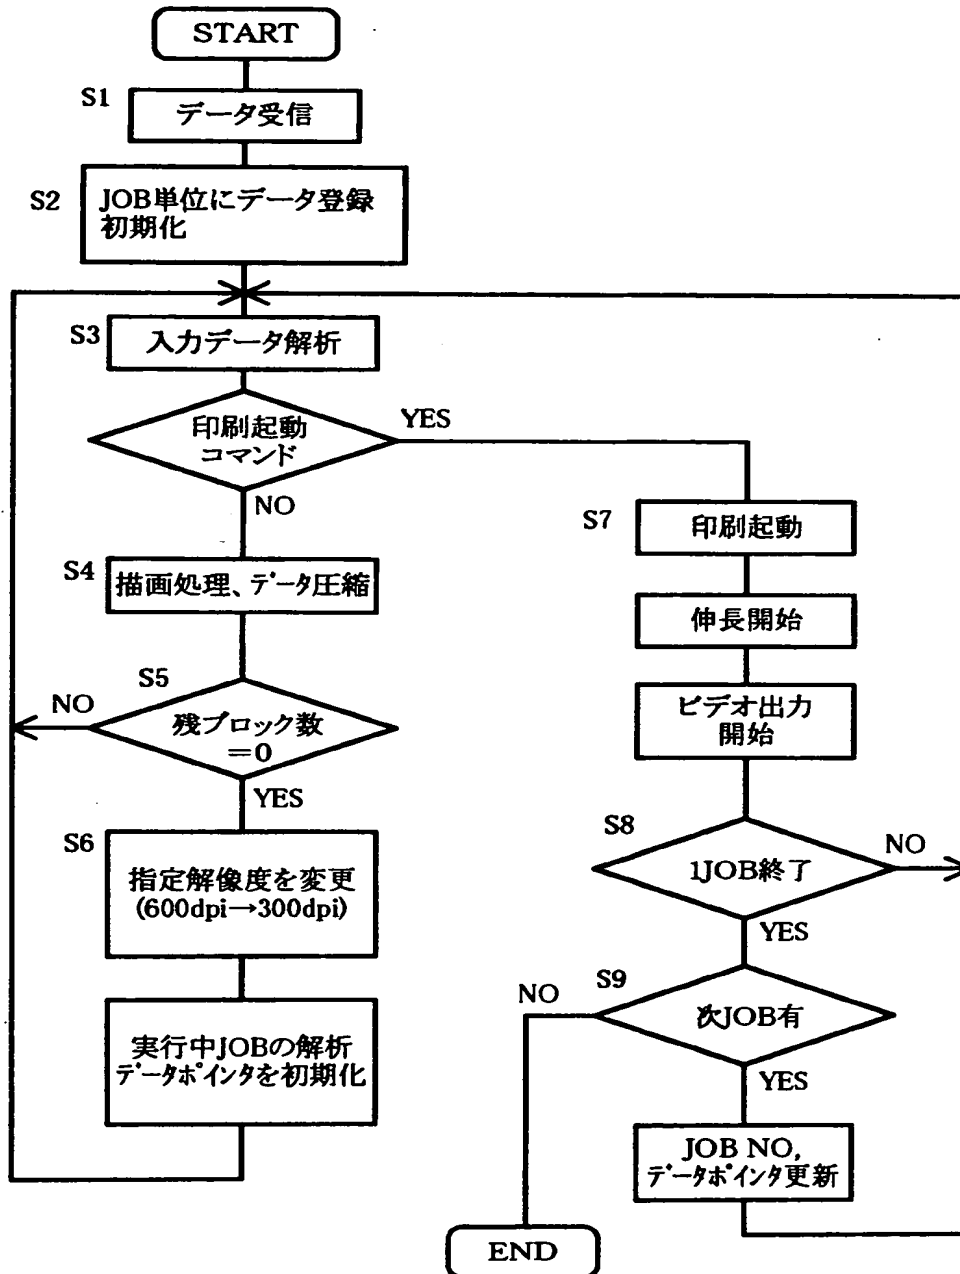 START
S1
データ受信
S2
JOB単位にデータ登録
初期化
S3
入力データ解析
印刷起動
コマンド
YES
NO
S4
描画処理、データ圧縮
S5
NO
残ブロック数
=0
YES
S6
指定解像度を変更
(600dpi→300dpi)
実行中JOBの解析
データポインタを初期化
S7
印刷起動
伸長開始
ビデオ出力
開始
S8
NO
1JOB終了
YES
S9
NO
次JOB有
YES
JOB NO,
データポインタ更新
END